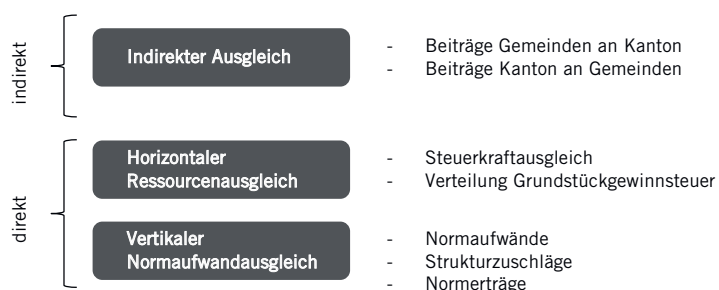 indirekt
Indirekter Ausgleich
- Beiträge Gemeinden an Kanton
- Beiträge Kanton an Gemeinden
direkt
Horizontaler
Ressourcenausgleich
- Steuerkraftausgleich
- Verteilung Grundstückgewinnsteuer
Vertikaler
Normaufwandausgleich
- Normaufwände
- Strukturzuschläge
- Normerträge